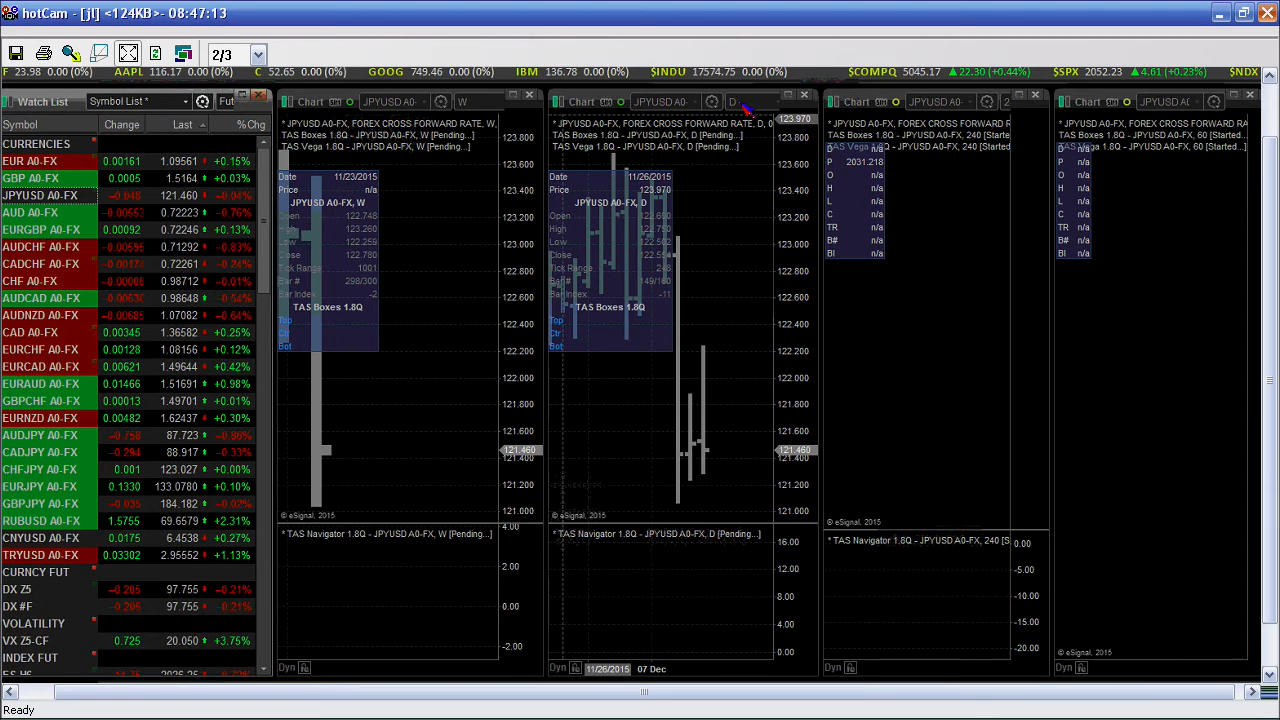 hotCam - [jl] <124KB> 08:47:13
2/3
F 23.98 0.00 (0.00%) AAPL 116.17 0.00 (0.00%) C 52.65 0.00 (0.00%) GOOG 749.46 0.00 (0.00%) IBM 136.78 0.00 (0.00%) $INDU 17574.75 0.00 (0.00%) $COMPQ 5045.17 22.30 (+0.44%) $SPX 2052.23 4.61 (+0.23%) $NDX
Watch List Symbol List * Fut
Symbol Change Last %Chg
CURRENCIES
EUR A0-FX 0.00161 1.09561 +0.15%
GBP A0-FX 0.0005 1.5164 +0.03%
JPYUSD A0-FX -0.048 121.460 -0.04%
AUD A0-FX 0.72223 -0.76%
EURGBP A0-FX 0.00092 0.72246 +0.13%
AUDCHF A0-FX -0.00595 0.71292 -0.83%
CADCHF A0-FX 0.72261 -0.24%
CHF A0-FX 0.98712 -0.01%
AUDCAD A0-FX 0.98648 -0.64%
AUDNZD A0-FX -0.00685 1.07082 -0.64%
CAD A0-FX 0.00345 1.36582 +0.25%
EURCHF A0-FX 0.00128 1.08156 +0.12%
EURCAD A0-FX 0.00621 1.49644 +0.42%
EURAUD A0-FX 0.01466 1.51691 +0.98%
GBPCHF A0-FX 0.00013 1.49701 +0.01%
EURNZD A0-FX 0.00482 1.62437 +0.30%
AUDJPY A0-FX -0.758 87.723 -0.86%
CADJPY A0-FX -0.294 88.917 -0.33%
CHFJPY A0-FX 0.001 123.027 +0.00%
EURJPY A0-FX 0.1330 133.0780 +0.10%
GBPJPY A0-FX -0.035 184.182 -0.02%
RUBUSD A0-FX 1.5755 69.6579 +2.31%
CNYUSD A0-FX 0.0175 6.4538 +0.27%
TRYUSD A0-FX 0.03302 2.95552 +1.13%
CURNCY FUT
DX Z5 -0.205 97.755 -0.21%
DX #F -0.205 97.755 -0.21%
VOLATILITY
VX Z5-CF 0.725 20.050 +3.75%
INDEX FUT
Chart JPYUSD A0- W
* JPYUSD A0-FX, FOREX CROSS FORWARD RATE, W,
TAS Boxes 1.8Q - JPYUSD A0-FX, W [Pending...]
TAS Vega 1.8Q - JPYUSD A0-FX, W [Pending...]
Date 11/23/2015
Price n/a
JPYUSD A0-FX, W
Open 122.748
High 123.260
Low 122.259
Close 122.780
Tick Range 1001
Bar # 298/300
Bar Index -2
TAS Boxes 1.8Q
Top
Ctr
Bot
123.800
123.600
123.400
123.200
123.000
122.800
122.600
122.400
122.200
122.000
121.800
121.600
121.460
121.400
121.200
121.000
© eSignal, 2015
* TAS Navigator 1.8Q - JPYUSD A0-FX, W [Pending...]
4.00
2.00
0.00
-2.00
Dyn
Chart JPYUSD A0- D
* JPYUSD A0-FX, FOREX CROSS FORWARD RATE, D, 0
TAS Boxes 1.8Q - JPYUSD A0-FX, D [Pending...]
TAS Vega 1.8Q - JPYUSD A0-FX, D [Pending...]
Date 11/26/2015
Price 123.970
JPYUSD A0-FX, D
Open
High
Low 122.502
Close
Tick Range
Bar #
Bar Index -11
TAS Boxes 1.8Q
Top
Ctr
Bot
123.970
123.800
123.600
123.400
123.200
123.000
122.800
122.600
122.400
122.200
122.000
121.800
121.600
121.460
121.400
121.200
121.000
© eSignal, 2015
* TAS Navigator 1.8Q - JPYUSD A0-FX, D [Pending...]
16.00
12.00
8.00
4.00
0.00
Dyn 11/26/2015 07 Dec
Chart JPYUSD A0- 2
* JPYUSD A0-FX, FOREX CROSS FORWAR
TAS Boxes 1.8Q - JPYUSD A0-FX, 240 [Started
TAS Vega 1.8Q - JPYUSD A0-FX, 240 [Started
D n/a
P 2031.218
O n/a
H n/a
L n/a
C n/a
TR n/a
B# n/a
BI n/a
© eSignal, 2015
* TAS Navigator 1.8Q - JPYUSD A0-FX, 240 [S
0.00
-5.00
-10.00
-15.00
-20.00
Dyn
Chart JPYUSD A0-
* JPYUSD A0-FX, FOREX CROSS FORWAR
TAS Boxes 1.8Q - JPYUSD A0-FX, 60 [Starte
TAS Vega 1.8Q - JPYUSD A0-FX, 60 [Started
D n/a
P n/a
O n/a
H n/a
L n/a
C n/a
TR n/a
B# n/a
BI n/a
© eSignal, 2015
Dyn
Ready